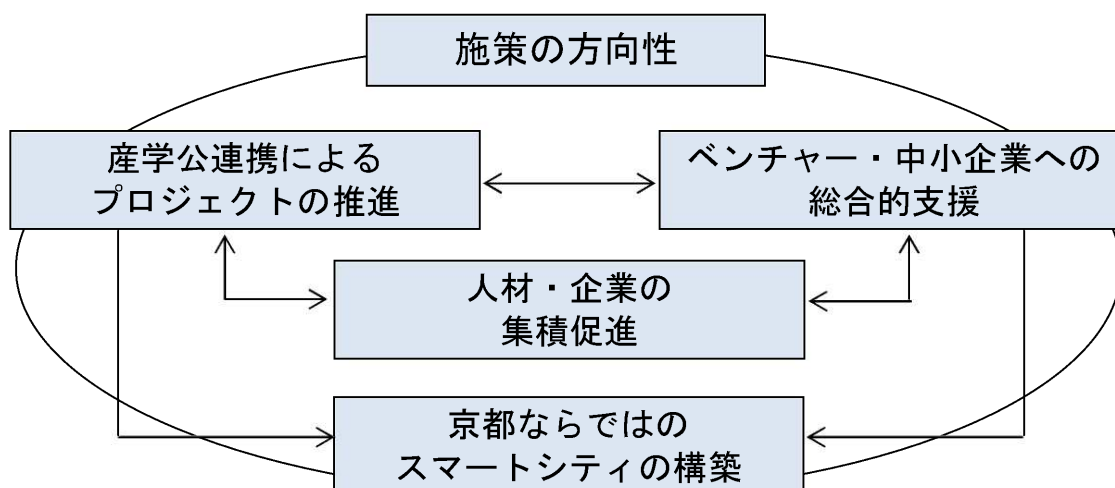 施策の方向性
産学公連携による
プロジェクトの推進
ベンチャー・中小企業への
総合的支援
人材・企業の
集積促進
京都ならではの
スマートシティの構築